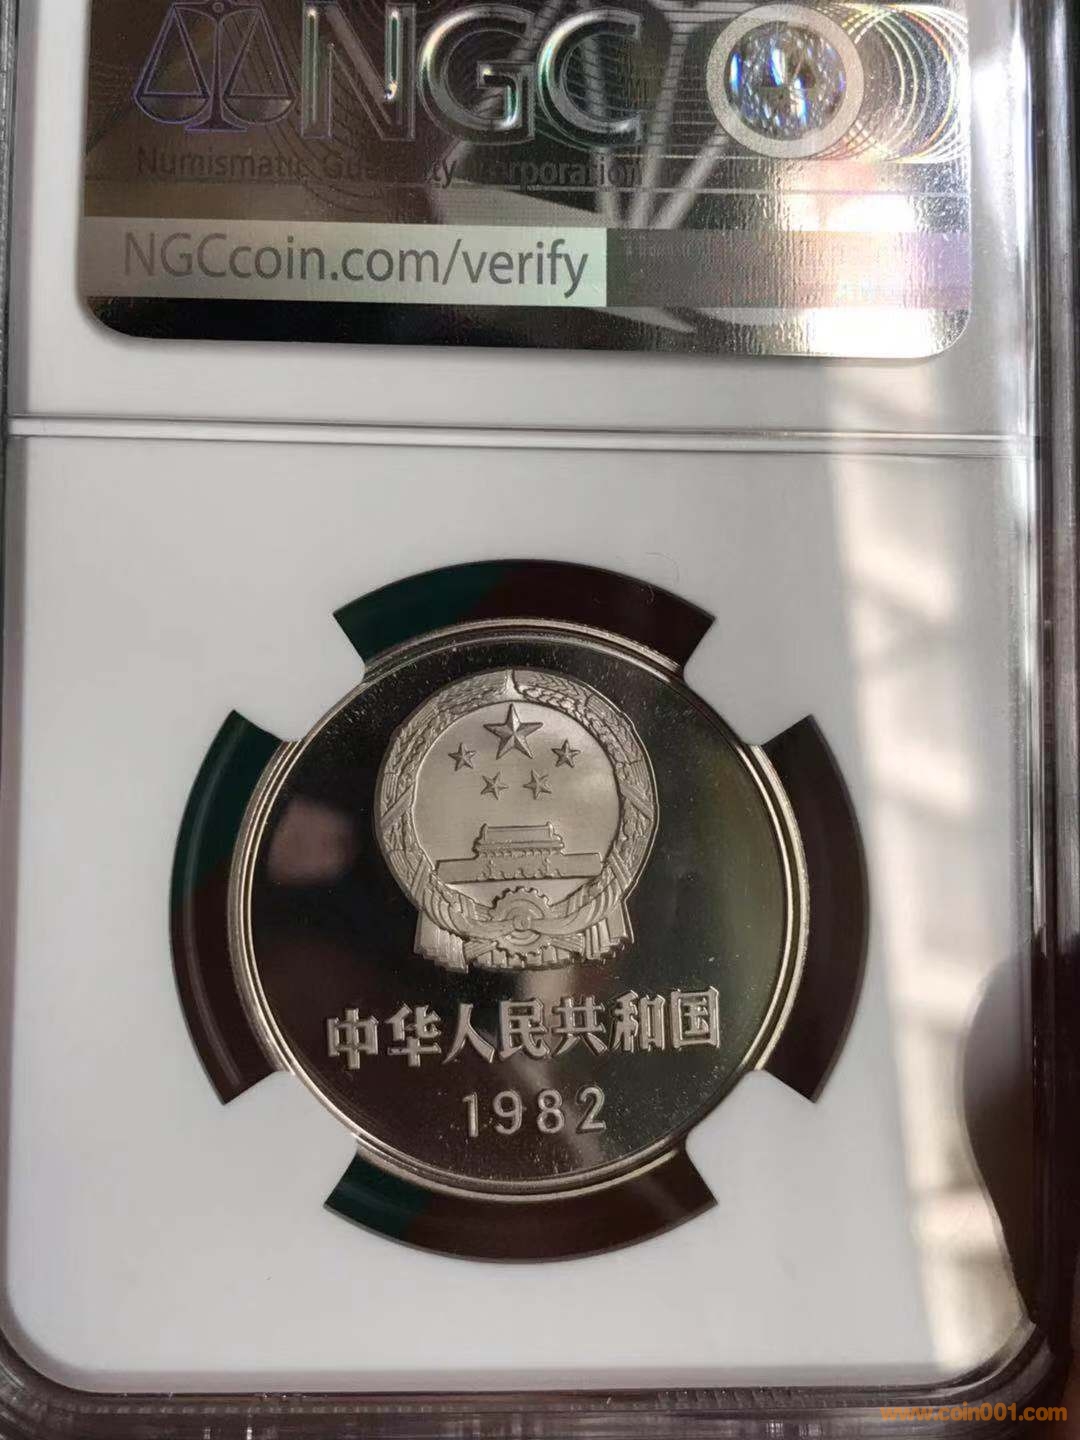 NGC
Numismatic Guaranty Corporation
NGCcoin.com/verify
中华人民共和国
1982
www.coin001.com